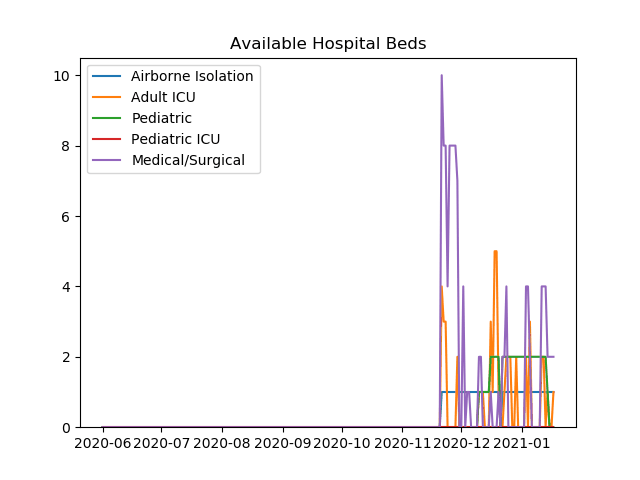 Available Hospital Beds
Airborne Isolation
Adult ICU
Pediatric
Pediatric ICU
Medical/Surgical
10
8
6
4
2
0
2020-06 2020-07 2020-08 2020-09 2020-10 2020-11 2020-12 2021-01